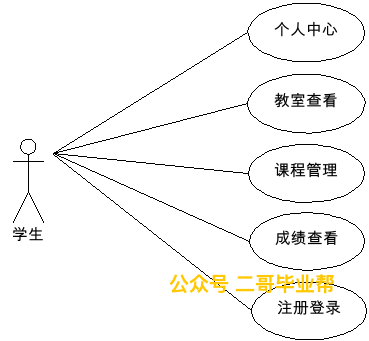 个人中心
教室查看
课程管理
学生
成绩查看
公众号 二哥毕业帮
注册登录